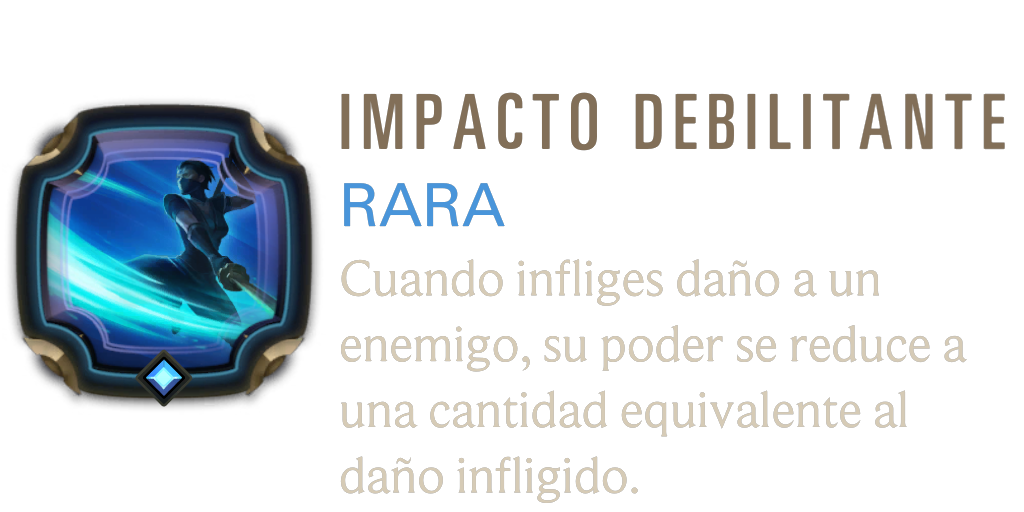 IMPACTO DEBILITANTE
RARA
Cuando infliges daño a un
enemigo, su poder se reduce a
una cantidad equivalente al
daño infligido.